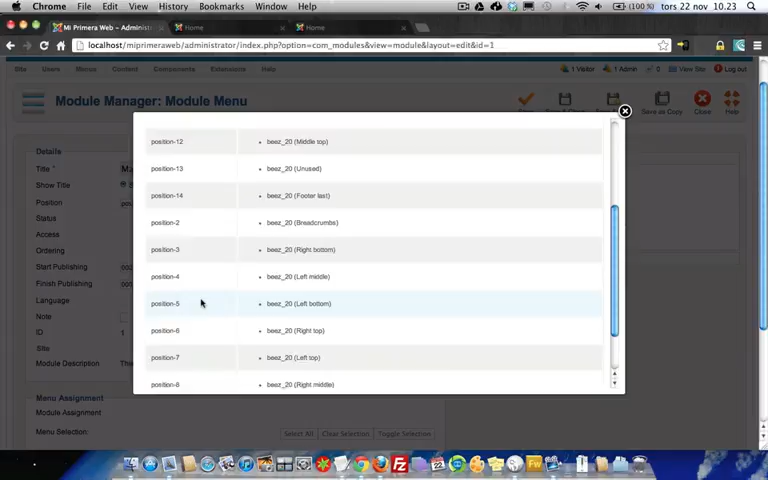 Chrome File Edit View History Bookmarks Window Help (100 %) tors 22 nov 10.23
Mi Primera Web – Adminis Home Home
localhost/miprimeraweb/administrator/index.php?option=com_modules&view=module&layout=edit&id=1
Site Users Menus Content Components Extensions Help 1 Visitor 1 Admin View Site Log out
Module Manager: Module Menu
Save as Copy Close Help
Details
Title *
Show Title
Position
Status
Access
Ordering
Start Publishing
Finish Publishing
Language
Note
ID 1
Site
Module Description
Menu Assignment
Module Assignment
Menu Selection: Select All Clear Selection Toggle Selection
position-12 beez_20 (Middle top)
position-13 beez_20 (Unused)
position-14 beez_20 (Footer last)
position-2 beez_20 (Breadcrumbs)
position-3 beez_20 (Right bottom)
position-4 beez_20 (Left middle)
position-5 beez_20 (Left bottom)
position-6 beez_20 (Right top)
position-7 beez_20 (Left top)
position-8 beez_20 (Right middle)